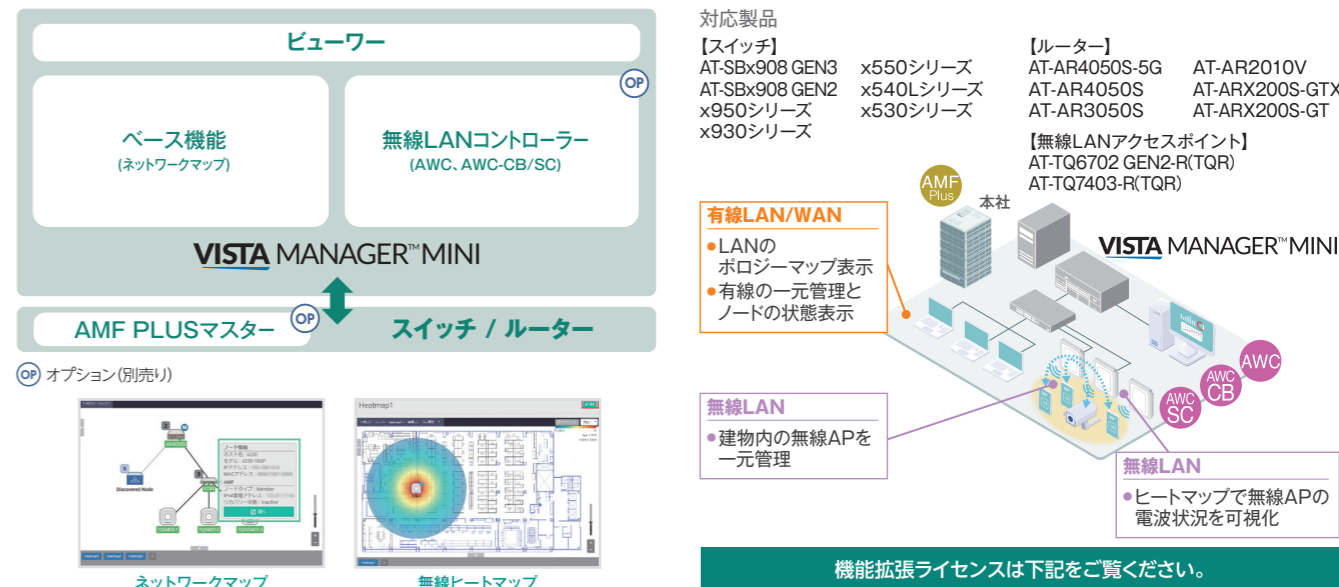 ビューワー
OP
ベース機能
(ネットワークマップ)
無線LANコントローラー
(AWC、AWC-CB/SC)
VISTA MANAGER™MINI
AMF PLUSマスター
OP
スイッチ / ルーター
OP オプション(別売り)
Heatmap1
Discovered Node
ノード情報
AMF
ネットワークマップ
無線ヒートマップ
対応製品
【スイッチ】
AT-SBx908 GEN3 x550シリーズ
AT-SBx908 GEN2 x540Lシリーズ
x950シリーズ x530シリーズ
x930シリーズ
【ルーター】
AT-AR4050S-5G AT-AR2010V
AT-AR4050S AT-ARX200S-GTX
AT-AR3050S AT-ARX200S-GT
【無線LANアクセスポイント】
AT-TQ6702 GEN2-R(TQR)
AT-TQ7403-R(TQR)
AMF
Plus
本社
VISTA MANAGER™MINI
有線LAN/WAN
●LANの
ポロジーマップ表示
●有線の一元管理と
ノードの状態表示
AWC
AWC
CB
AWC
SC
無線LAN
●建物内の無線APを
一元管理
無線LAN
●ヒートマップで無線APの
電波状況を可視化
機能拡張ライセンスは下記をご覧ください。